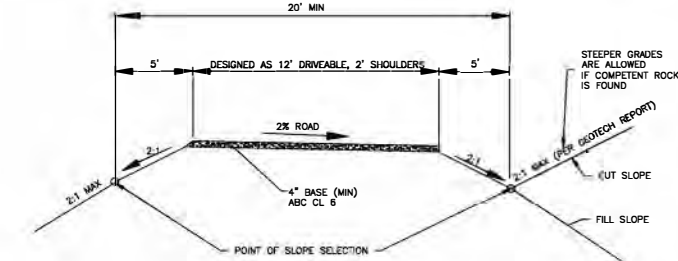 20' MIN
5'
DESIGNED AS 12' DRIVEABLE, 2' SHOULDERS
5'
STEEPER GRADES
ARE ALLOWED
IF COMPETENT ROCK
IS FOUND
2% ROAD
2:1
2:1
2:1 MAX
2:1 MAX (PER GEOTECH REPORT)
4" BASE (MIN)
ABC CL 6
CUT SLOPE
FILL SLOPE
POINT OF SLOPE SELECTION